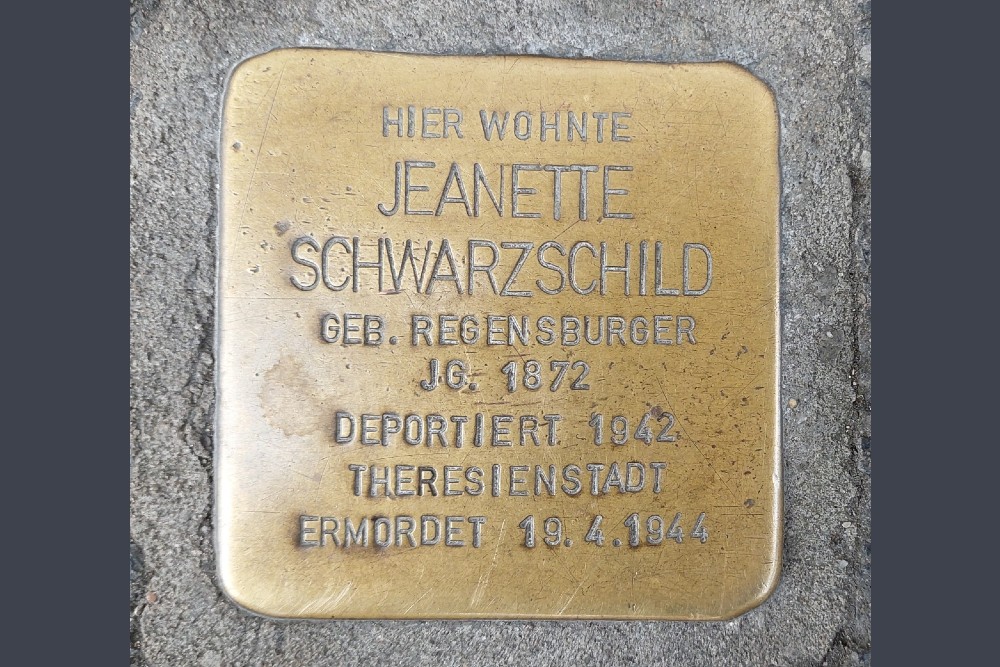 HIER WOHNTE
JEANETTE
SCHWARZSCHILD
GEB. REGENSBURGER
JG. 1872
DEPORTIERT 1942
THERESIENSTADT
ERMORDET 19.4.1944